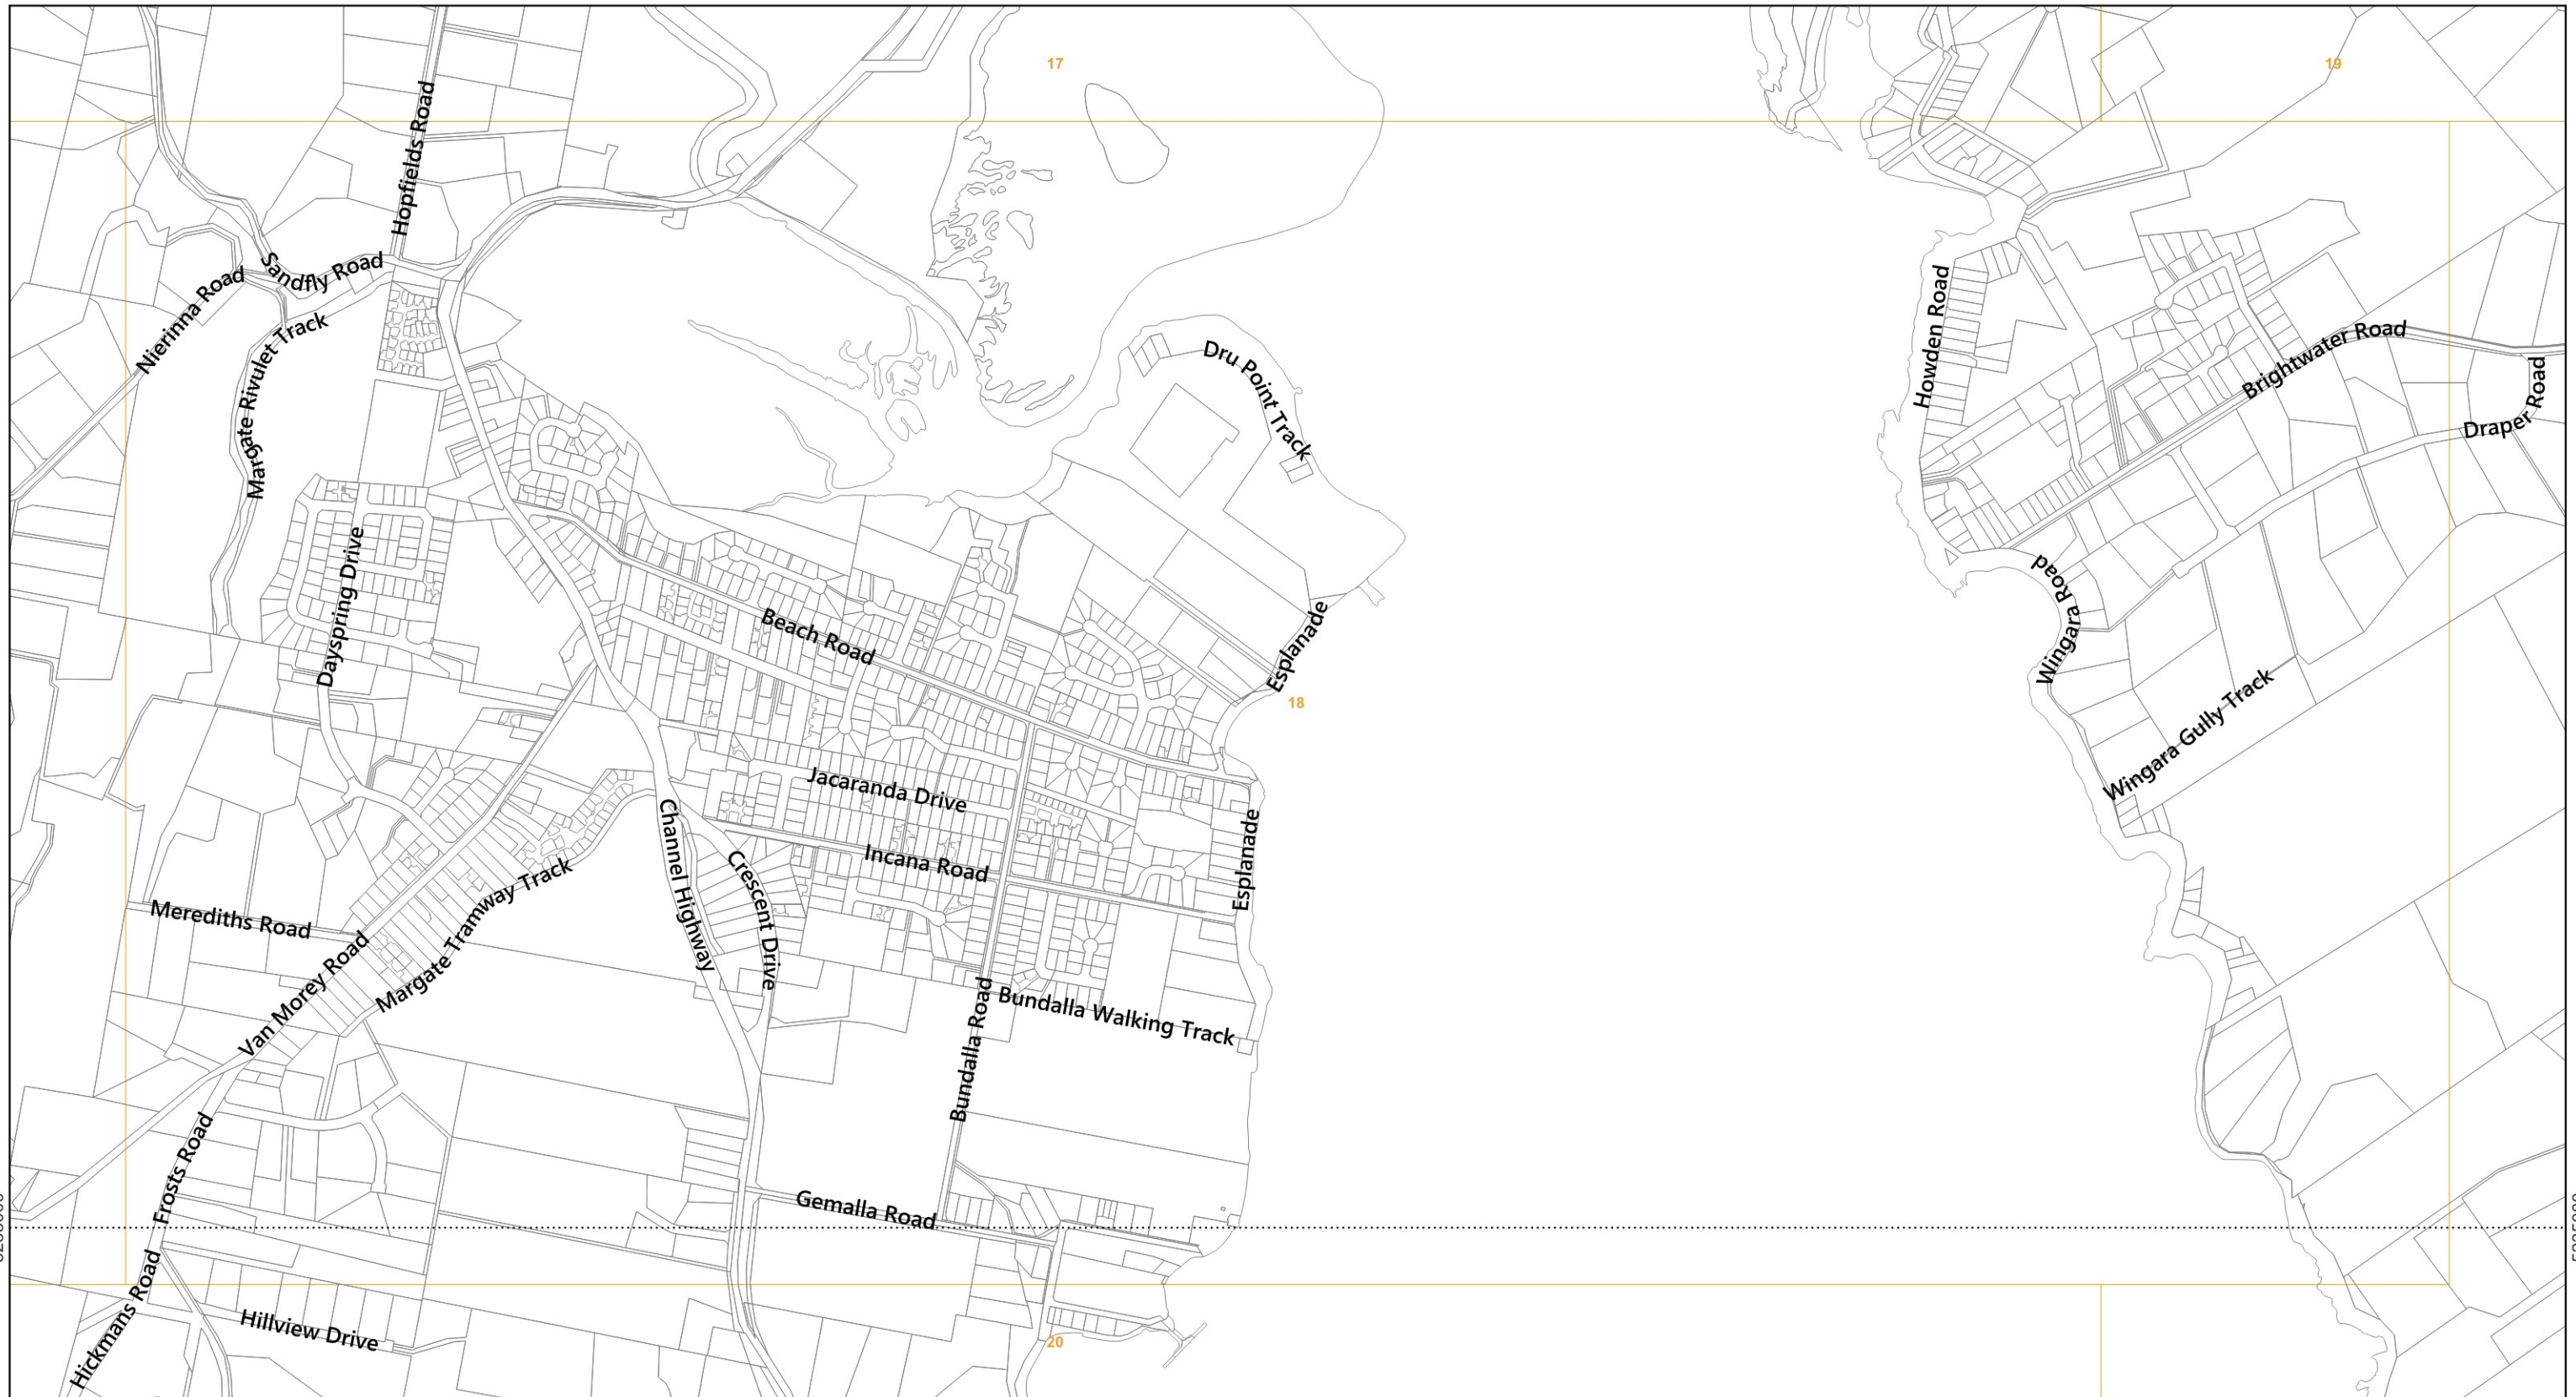 17
19
Hopfields Road
Sandfly Road
Nierinna Road
Margate Rivulet Track
Dru Point Track
Howden Road
Brightwater Road
Draper Road
Dayspring Drive
Beach Road
Esplanade
18
Wingara Road
Wingara Gully Track
Jacaranda Drive
Channel Highway
Crescent Drive
Incana Road
Esplanade
Merediths Road
Margate Tramway Track
Van Morey Road
Bundalla Road
Bundalla Walking Track
Frosts Road
Gemalla Road
Hickmans Road
Hillview Drive
20